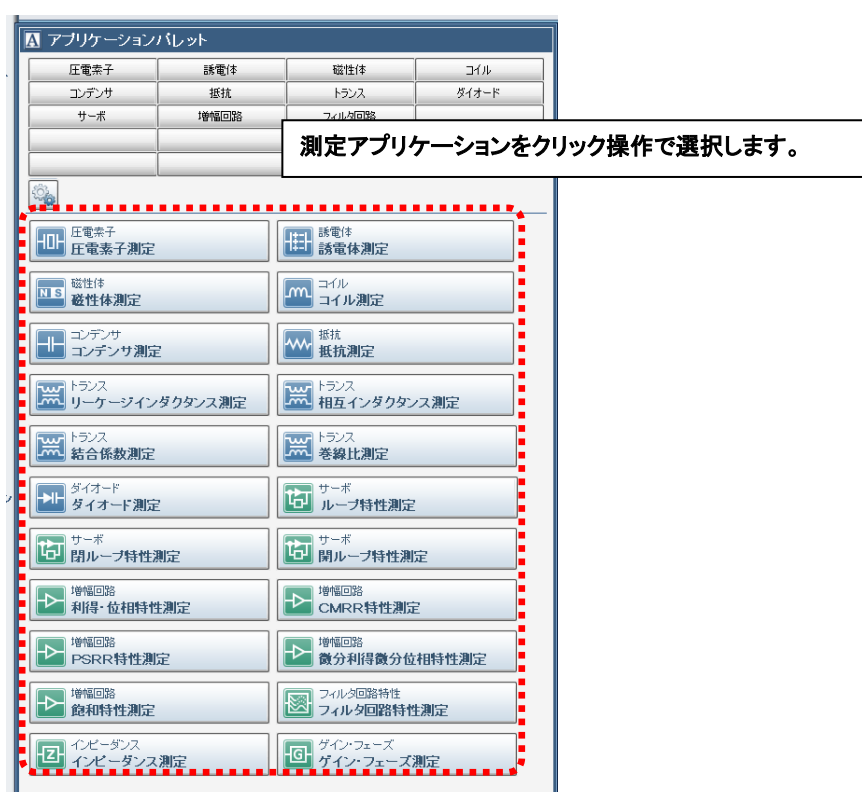 A アプリケーションパレット
圧電素子 誘電体 磁性体 コイル
コンデンサ 抵抗 トランス ダイオード
サーボ 増幅回路 フィルタ回路
測定アプリケーションをクリック操作で選択します。
圧電素子
圧電素子測定
誘電体
誘電体測定
N S
磁性体
磁性体測定
コイル
コイル測定
コンデンサ
コンデンサ測定
抵抗
抵抗測定
トランス
リーケージインダクタンス測定
トランス
相互インダクタンス測定
トランス
結合係数測定
トランス
巻線比測定
ダイオード
ダイオード測定
サーボ
ループ特性測定
サーボ
閉ループ特性測定
サーボ
開ループ特性測定
増幅回路
利得・位相特性測定
増幅回路
CMRR特性測定
増幅回路
PSRR特性測定
増幅回路
微分利得微分位相特性測定
増幅回路
飽和特性測定
フィルタ回路特性
フィルタ回路特性測定
Z
インピーダンス
インピーダンス測定
G
ゲイン・フェーズ
ゲイン・フェーズ測定